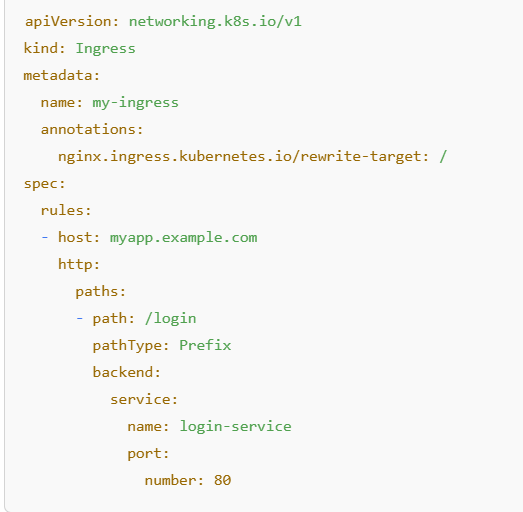 apiVersion: networking.k8s.io/v1
kind: Ingress
metadata:
  name: my-ingress
  annotations:
    nginx.ingress.kubernetes.io/rewrite-target: /
spec:
  rules:
  - host: myapp.example.com
    http:
      paths:
      - path: /login
        pathType: Prefix
        backend:
          service:
            name: login-service
            port:
              number: 80